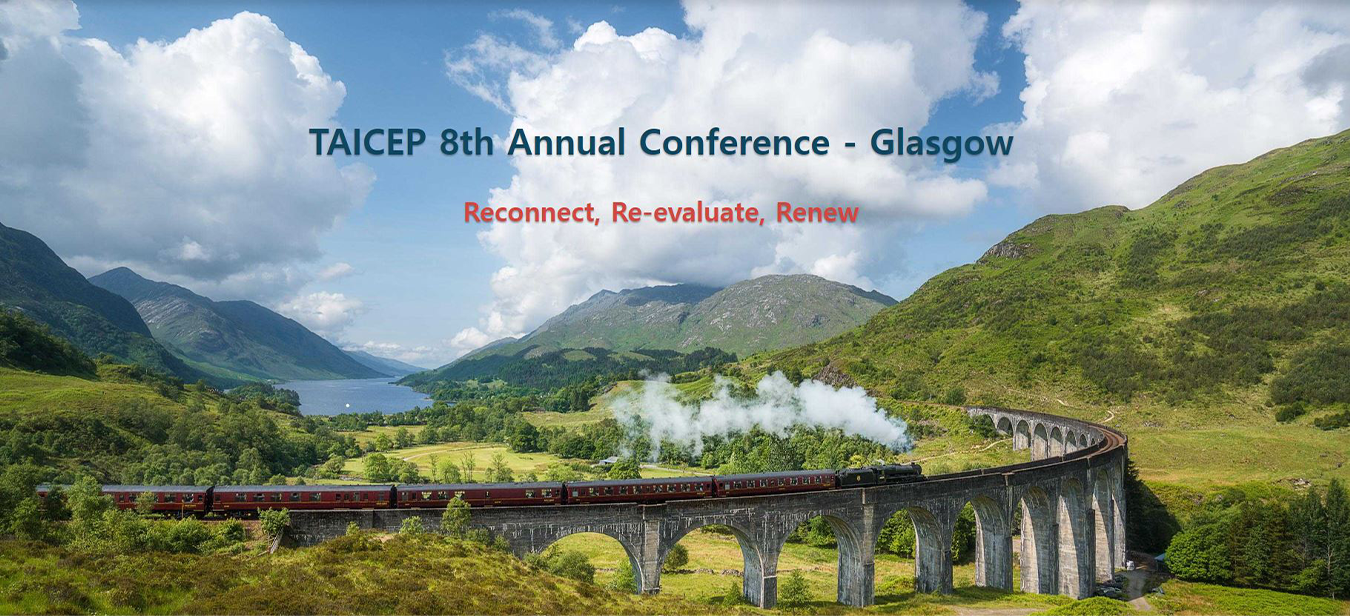 TAICEP 8th Annual Conference - Glasgow
Reconnect, Re-evaluate, Renew